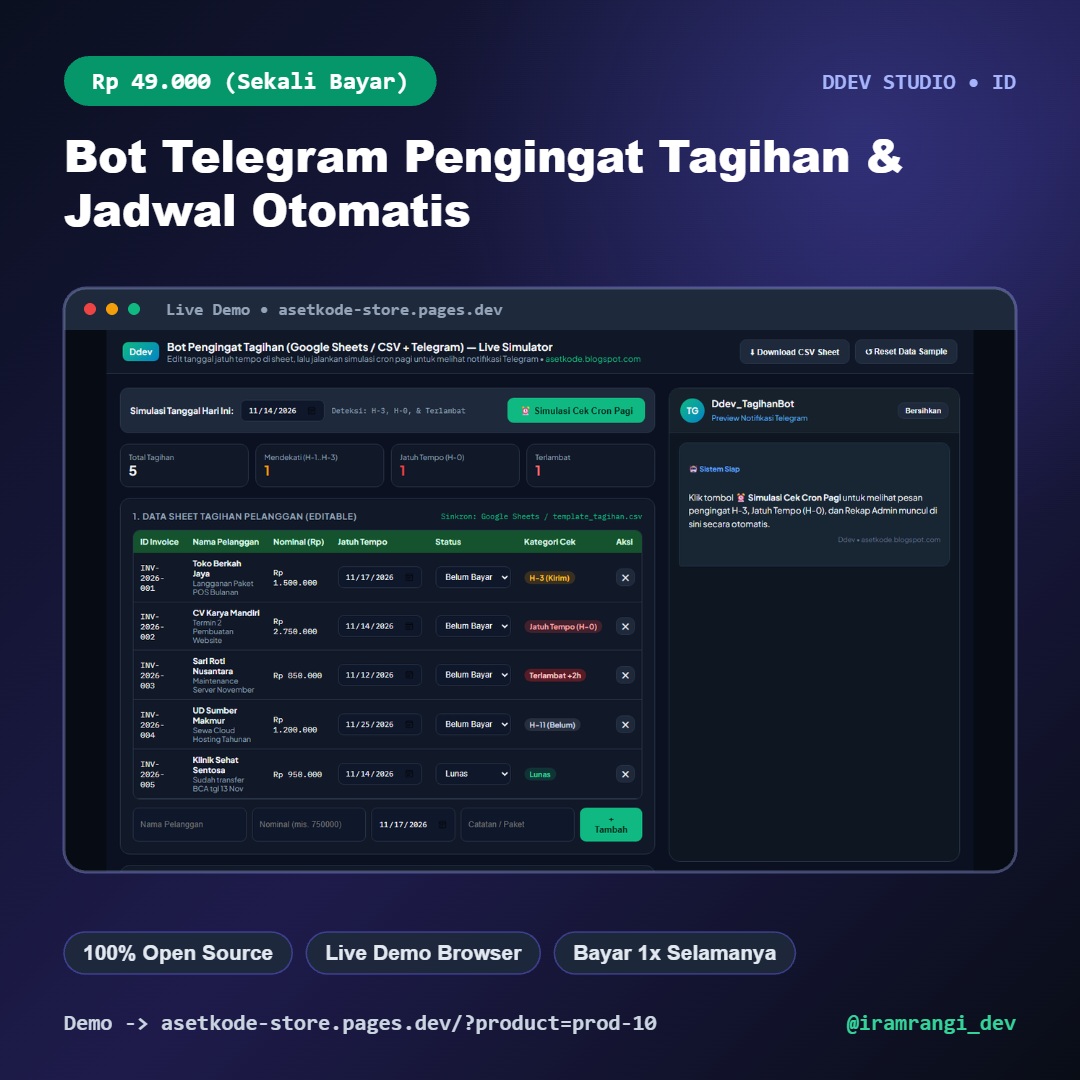 Rp 49.000 (Sekali Bayar)
DDEV STUDIO • ID
Bot Telegram Pengingat Tagihan &
Jadwal Otomatis
Live Demo • asetkode-store.pages.dev
Ddev
Bot Pengingat Tagihan (Google Sheets / CSV + Telegram) — Live Simulator
Edit tanggal jatuh tempo di sheet, lalu jalankan simulasi cron pagi untuk melihat notifikasi Telegram • asetkode.blogspot.com
⬇ Download CSV Sheet
↺ Reset Data Sample
Simulasi Tanggal Hari Ini:
11/14/2026
Deteksi: H-3, H-0, & Terlambat
⏰ Simulasi Cek Cron Pagi
Total Tagihan
5
Mendekati (H-1..H-3)
1
Jatuh Tempo (H-0)
1
Terlambat
1
1. DATA SHEET TAGIHAN PELANGGAN (EDITABLE)
Sinkron: Google Sheets / template_tagihan.csv
ID Invoice Nama Pelanggan Nominal (Rp) Jatuh Tempo Status Kategori Cek Aksi
INV-
2026-
001
Toko Berkah
Jaya
Langganan Paket
POS Bulanan
Rp
1.500.000
11/17/2026
Belum Bayar
H-3 (Kirim)
✕
INV-
2026-
002
CV Karya Mandiri
Termin 2
Pembuatan
Website
Rp
2.750.000
11/14/2026
Belum Bayar
Jatuh Tempo (H-0)
✕
INV-
2026-
003
Sari Roti
Nusantara
Maintenance
Server November
Rp 850.000
11/12/2026
Belum Bayar
Terlambat +2h
✕
INV-
2026-
004
UD Sumber
Makmur
Sewa Cloud
Hosting Tahunan
Rp
1.200.000
11/25/2026
Belum Bayar
H-11 (Belum)
✕
INV-
2026-
005
Klinik Sehat
Sentosa
Sudah transfer
BCA tgl 13 Nov
Rp 950.000
11/14/2026
Lunas
Lunas
✕
Nama Pelanggan
Nominal (mis. 750000)
11/17/2026
Catatan / Paket
+
Tambah
TG
Ddev_TagihanBot
Preview Notifikasi Telegram
Bersihkan
🤖 Sistem Siap
Klik tombol ⏰ Simulasi Cek Cron Pagi untuk melihat pesan
pengingat H-3, Jatuh Tempo (H-0), dan Rekap Admin muncul di
sini secara otomatis.
Ddev • asetkode.blogspot.com
100% Open Source
Live Demo Browser
Bayar 1x Selamanya
Demo -> asetkode-store.pages.dev/?product=prod-10
@iramrangi_dev